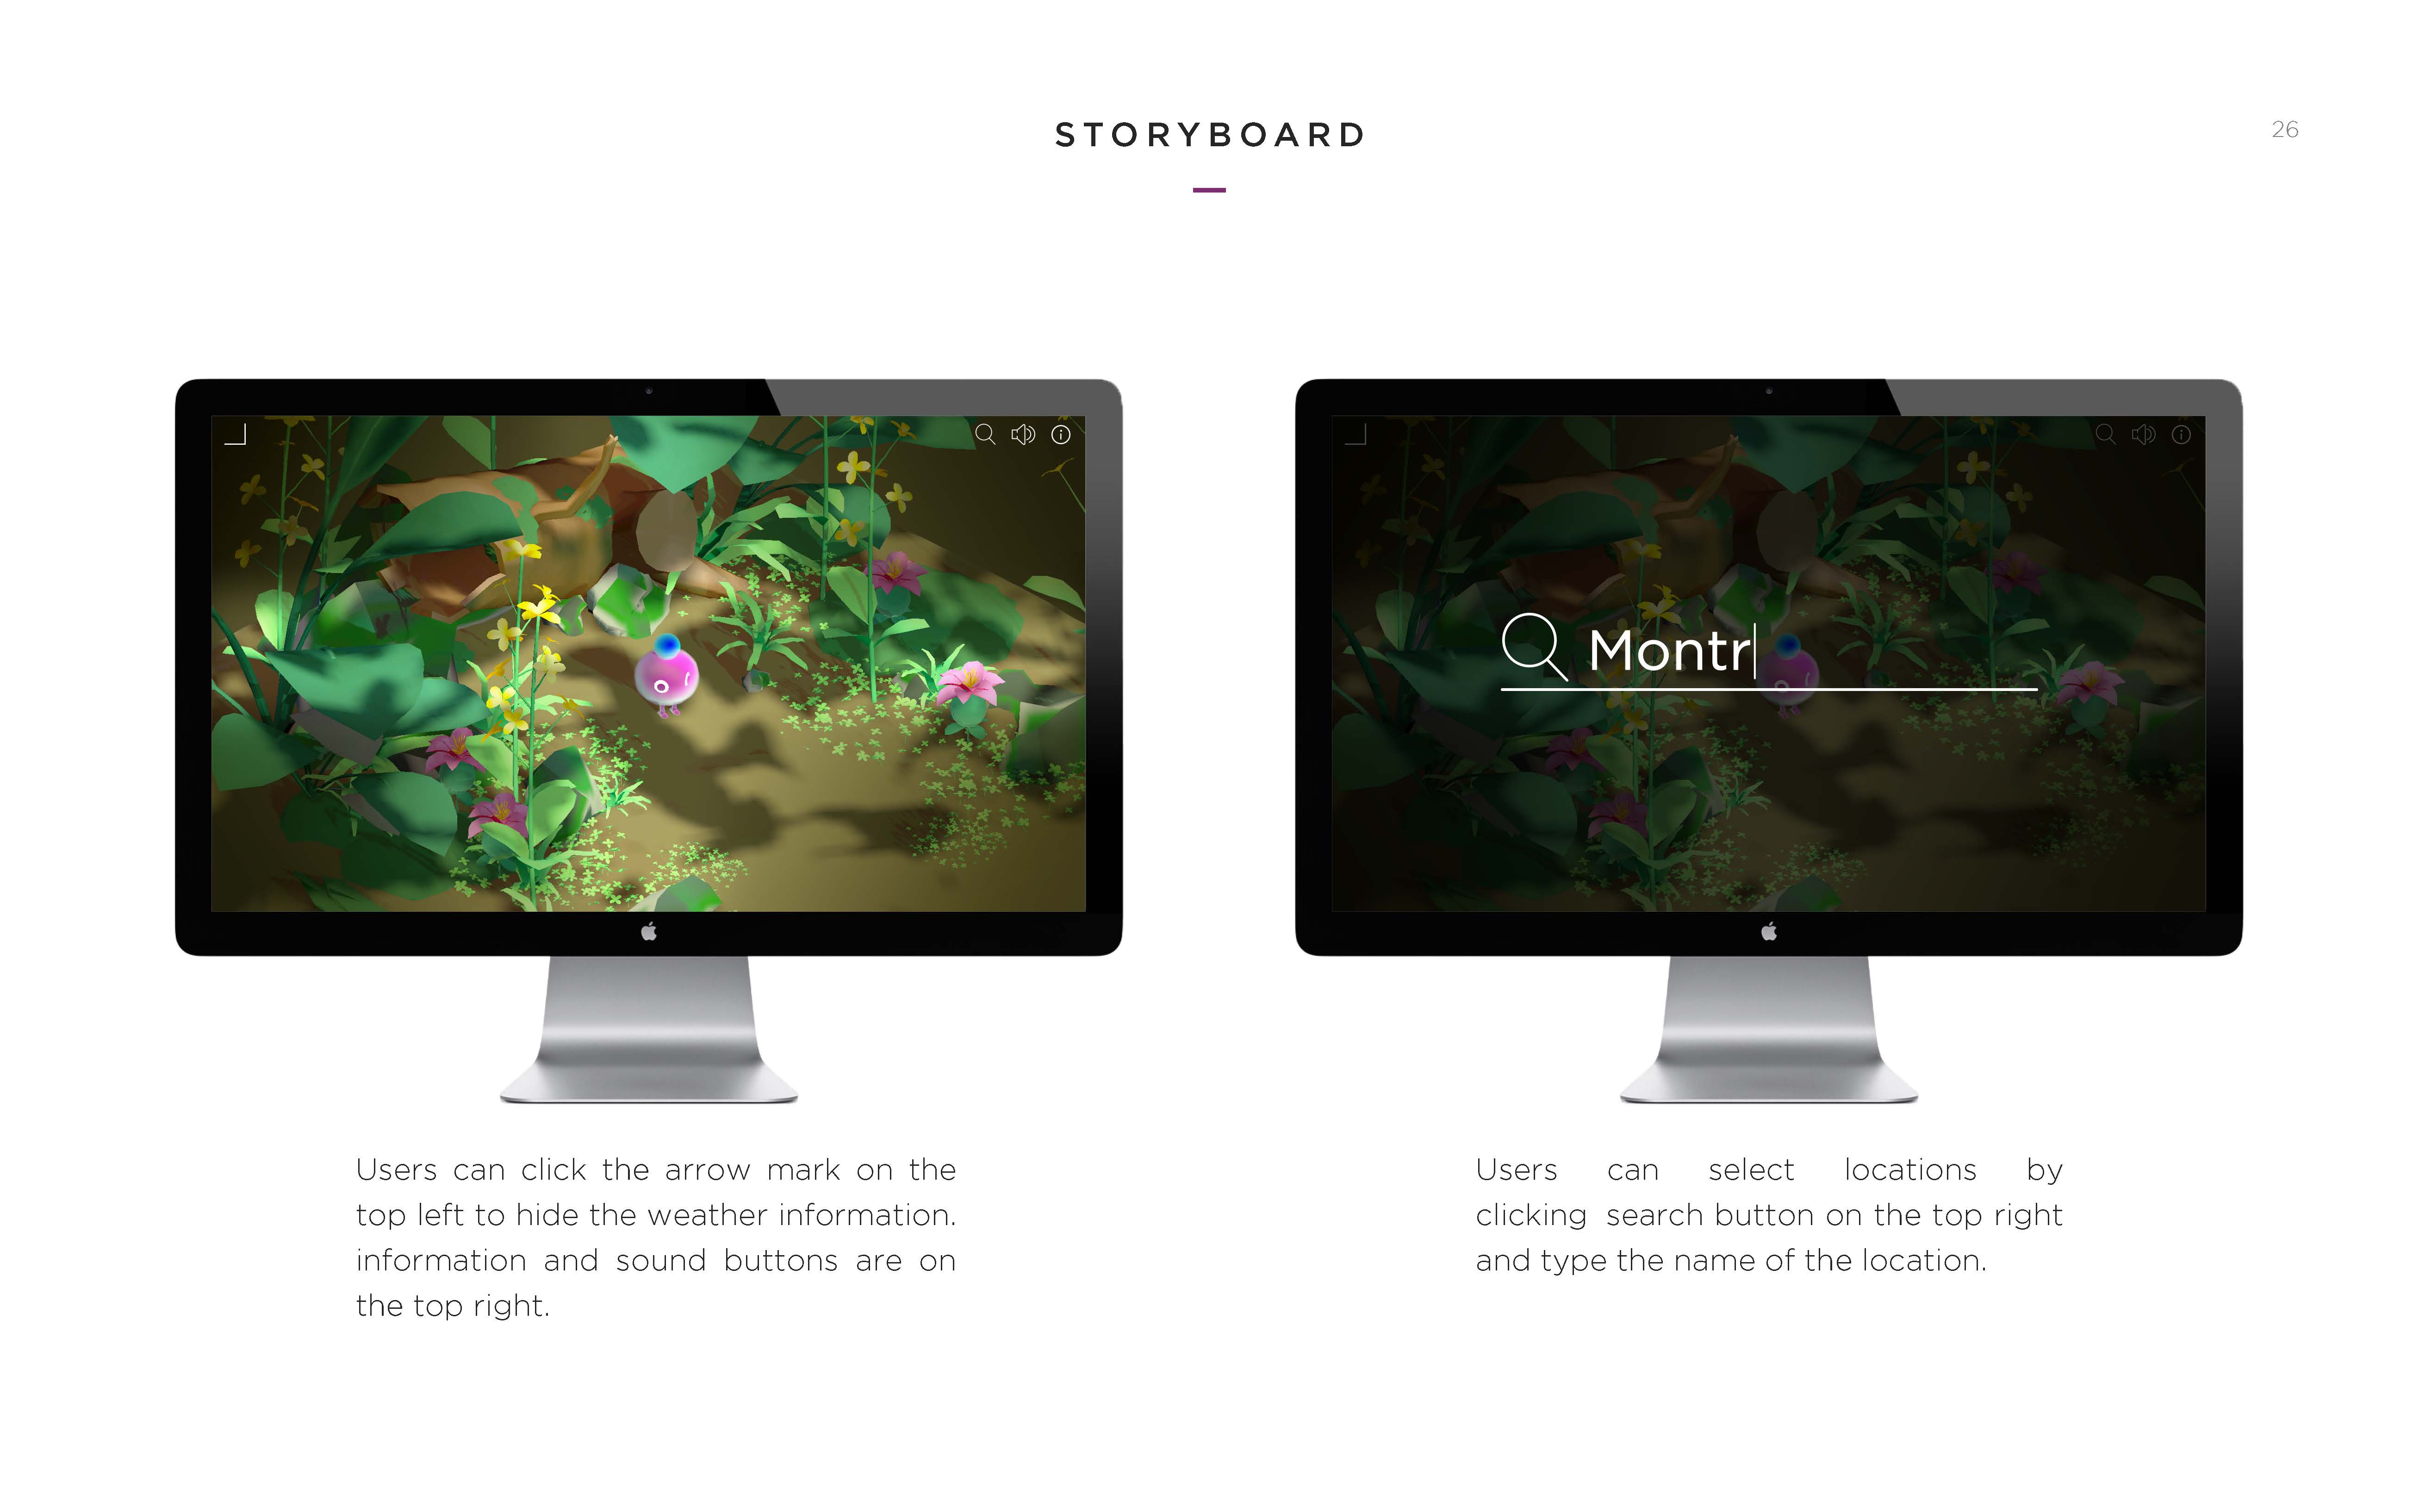 STORYBOARD
26
Montr
Users can click the arrow mark on the
top left to hide the weather information.
information and sound buttons are on
the top right.
Users can select locations by
clicking search button on the top right
and type the name of the location.